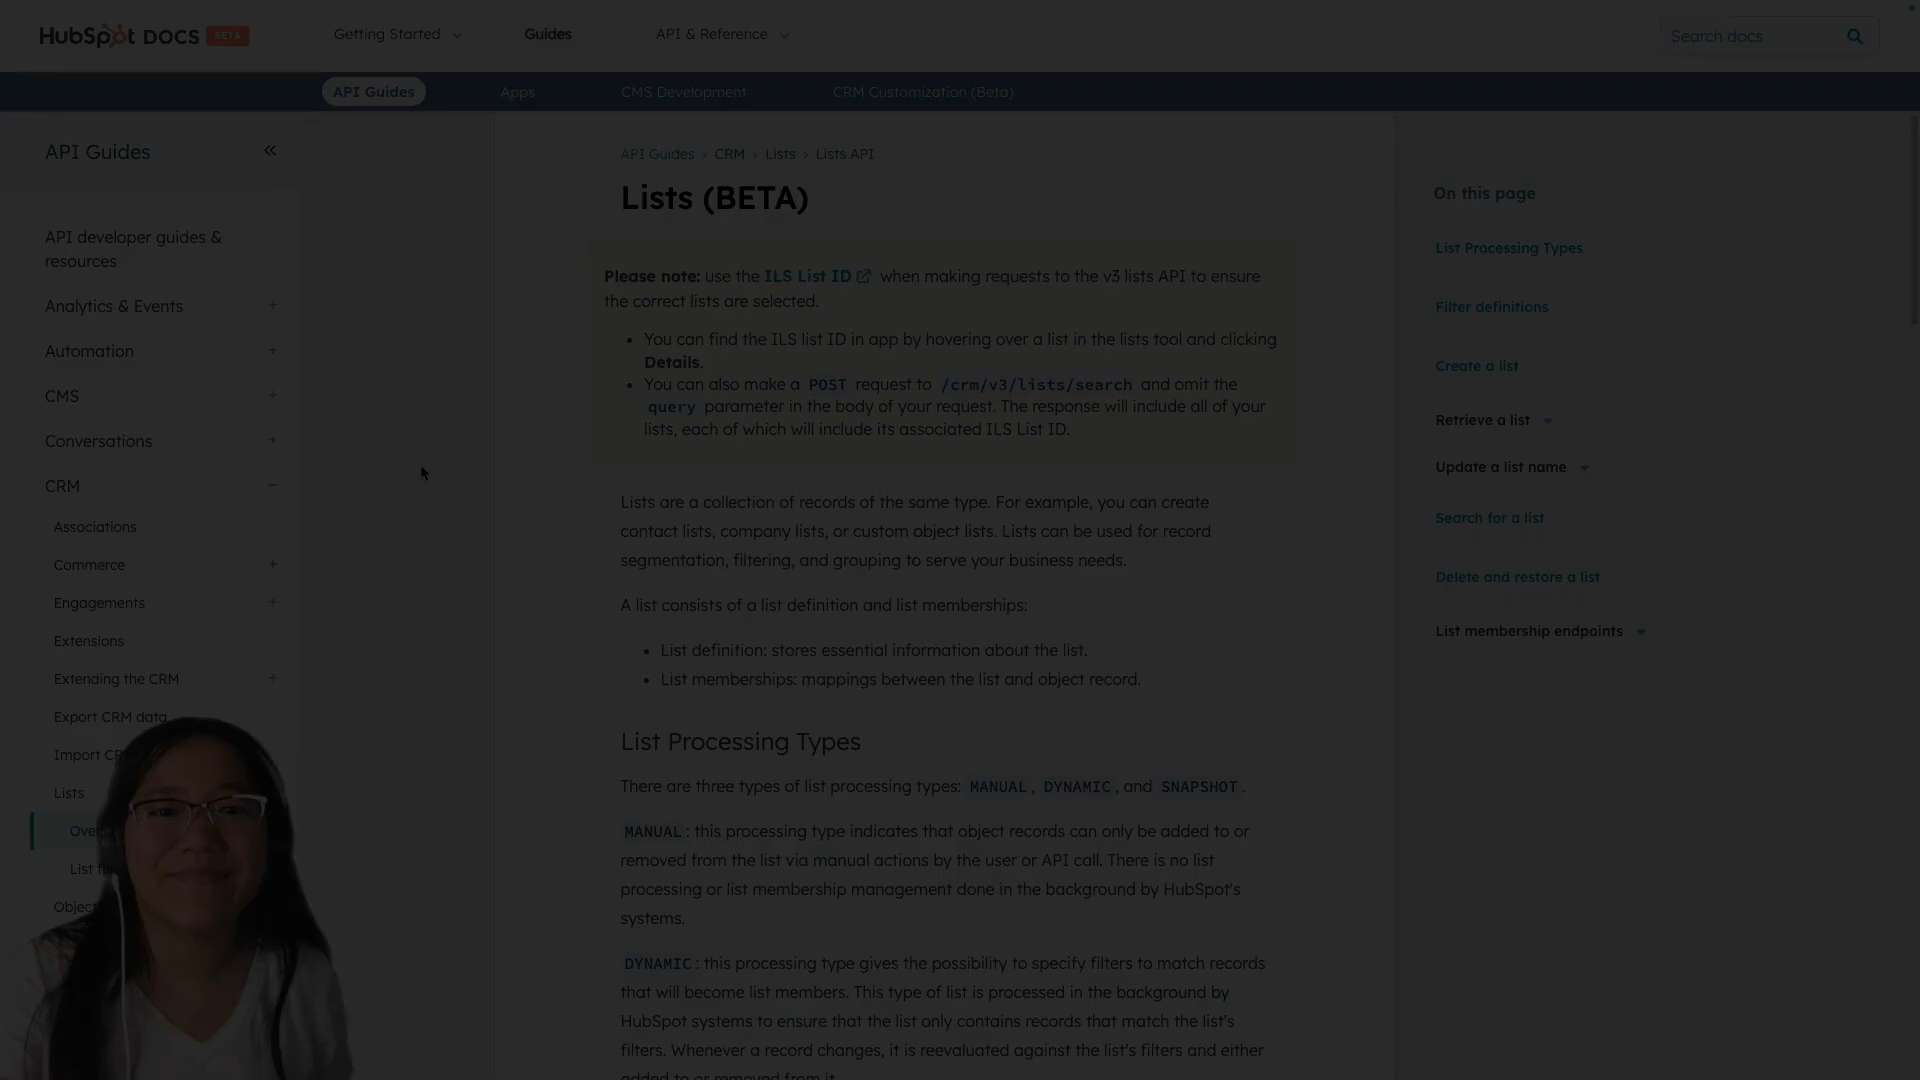 HubSpot DOCS BETA
Getting Started
Guides
API & Reference
Search docs
API Guides
Apps
CMS Development
CRM Customization (Beta)
API Guides
API developer guides &
resources
Analytics & Events
Automation
CMS
Conversations
CRM
Associations
Commerce
Engagements
Extensions
Extending the CRM
Export CRM data
Import
Lists
API Guides › CRM › Lists › Lists API
Lists (BETA)
Please note: use the ILS List ID when making requests to the v3 lists API to ensure
the correct lists are selected.
• You can find the ILS list ID in app by hovering over a list in the lists tool and clicking
Details.
• You can also make a POST request to /crm/v3/lists/search and omit the
query parameter in the body of your request. The response will include all of your
lists, each of which will include its associated ILS List ID.
Lists are a collection of records of the same type. For example, you can create
contact lists, company lists, or custom object lists. Lists can be used for record
segmentation, filtering, and grouping to serve your business needs.
A list consists of a list definition and list memberships:
• List definition: stores essential information about the list.
• List memberships: mappings between the list and object record.
List Processing Types
There are three types of list processing types: MANUAL, DYNAMIC, and SNAPSHOT.
MANUAL: this processing type indicates that object records can only be added to or
removed from the list via manual actions by the user or API call. There is no list
processing or list membership management done in the background by HubSpot's
systems.
DYNAMIC: this processing type gives the possibility to specify filters to match records
that will become list members. This type of list is processed in the background by
HubSpot systems to ensure that the list only contains records that match the list's
filters. Whenever a record changes, it is reevaluated against the list's filters and either
added to or removed from it.
On this page
List Processing Types
Filter definitions
Create a list
Retrieve a list
Update a list name
Search for a list
Delete and restore a list
List membership endpoints